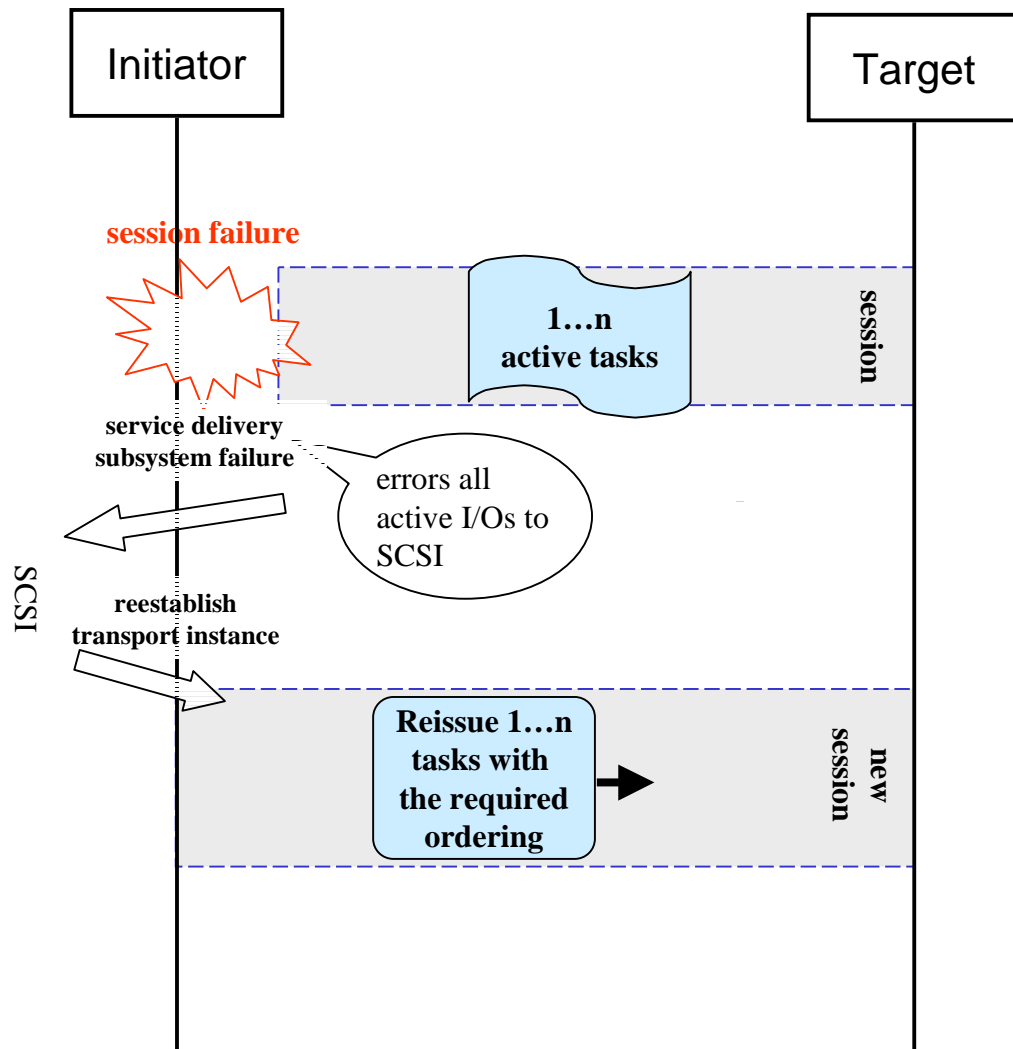 Initiator
Target
session failure
1…n
active tasks
session
service delivery
subsystem failure
errors all
active I/Os to
SCSI
SCSI
reestablish
transport instance
Reissue 1…n
tasks with
the required
ordering
new
session